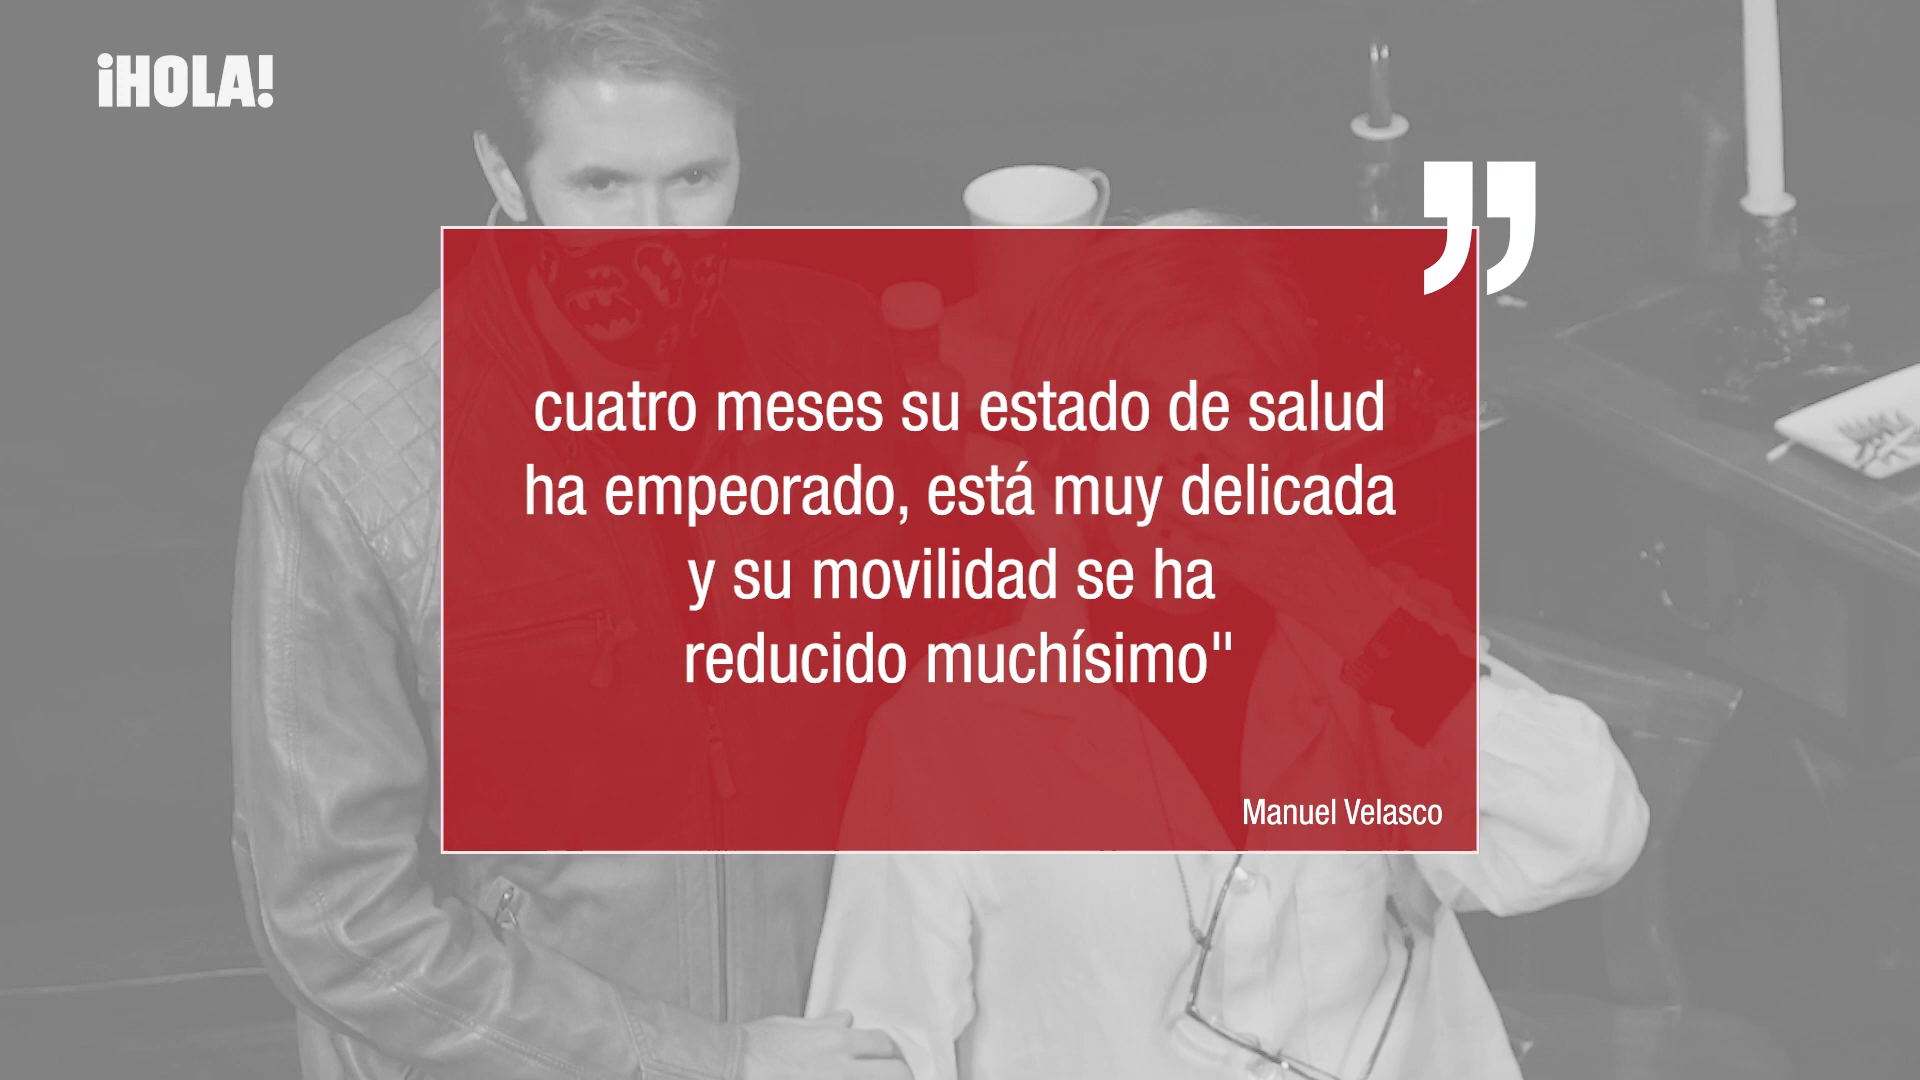 ¡HOLA!
”
cuatro meses su estado de salud
ha empeorado, está muy delicada
y su movilidad se ha
reducido muchísimo"
Manuel Velasco